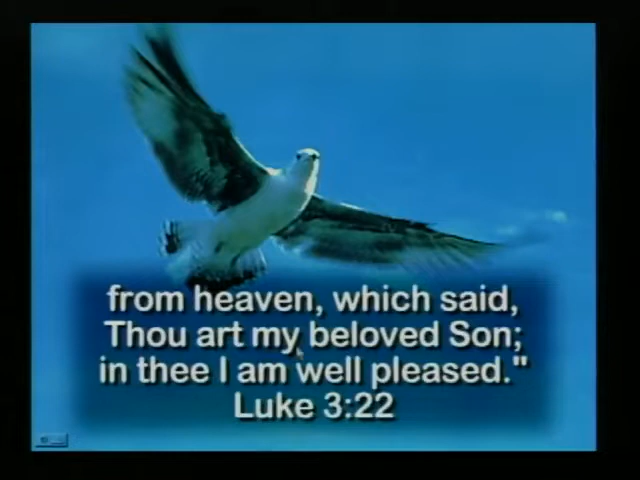 from heaven, which said,
Thou art my beloved Son;
in thee I am well pleased."
Luke 3:22